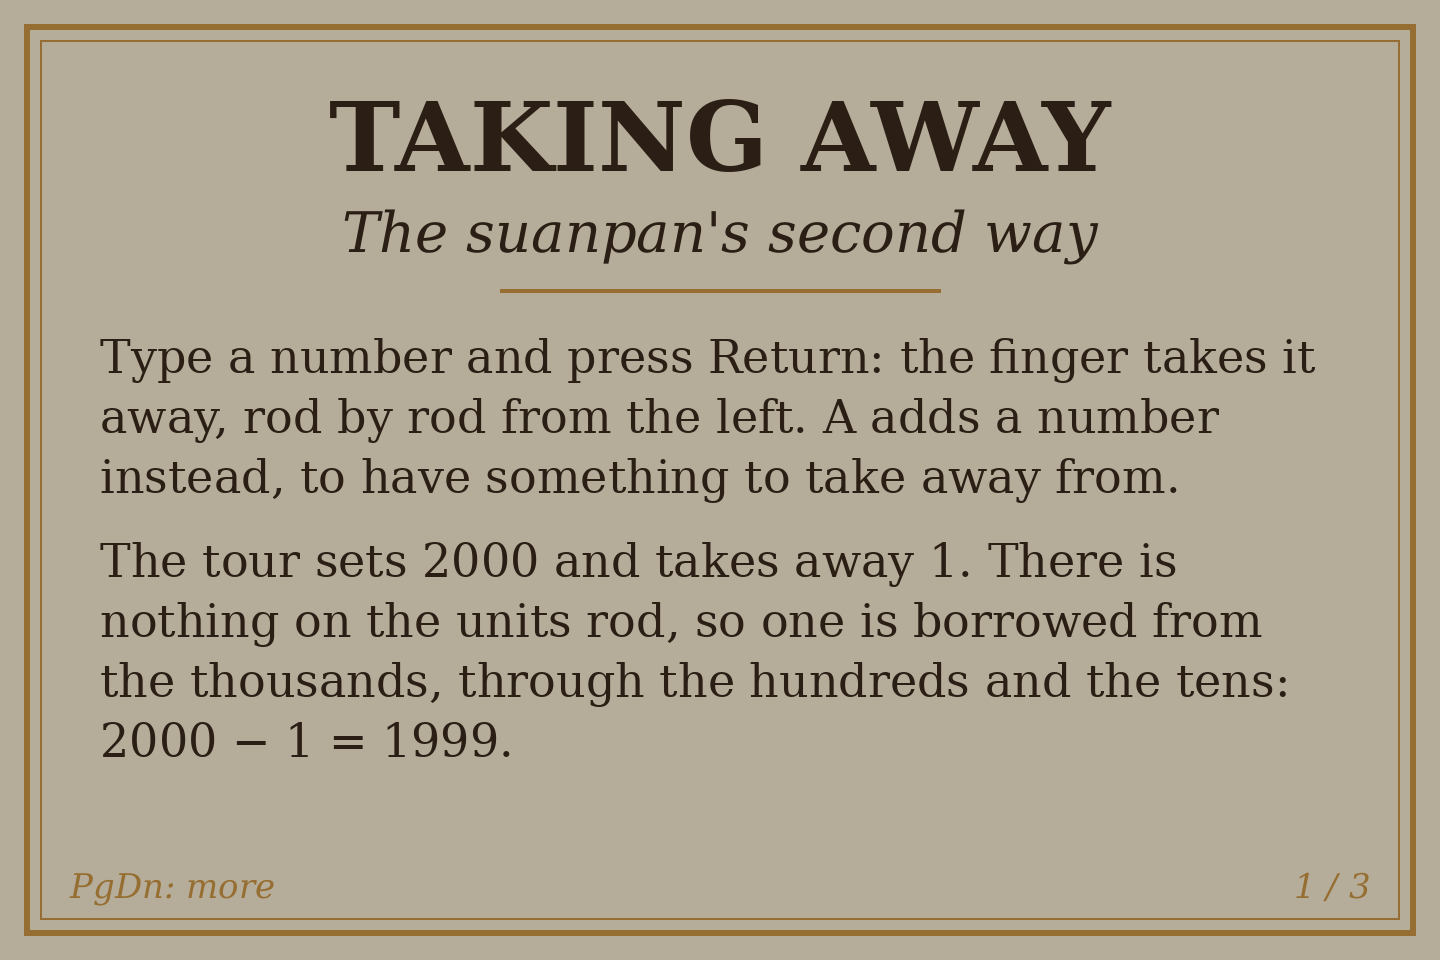 TAKING AWAY
The suanpan's second way
Type a number and press Return: the finger takes it
away, rod by rod from the left. A adds a number
instead, to have something to take away from.
The tour sets 2000 and takes away 1. There is
nothing on the units rod, so one is borrowed from
the thousands, through the hundreds and the tens:
2000 − 1 = 1999.
PgDn: more
1 / 3